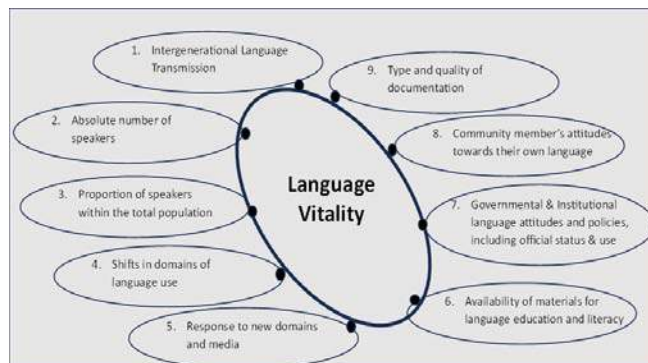 1. Intergenerational Language
Transmission
2. Absolute number of
speakers
3. Proportion of speakers
within the total population
4. Shifts in domains of
language use
5. Response to new domains
and media
Language
Vitality
9. Type and quality of
documentation
8. Community member's attitudes
towards their own language
7. Governmental & Institutional
language attitudes and policies,
including official status & use
6. Availability of materials for
language education and literacy